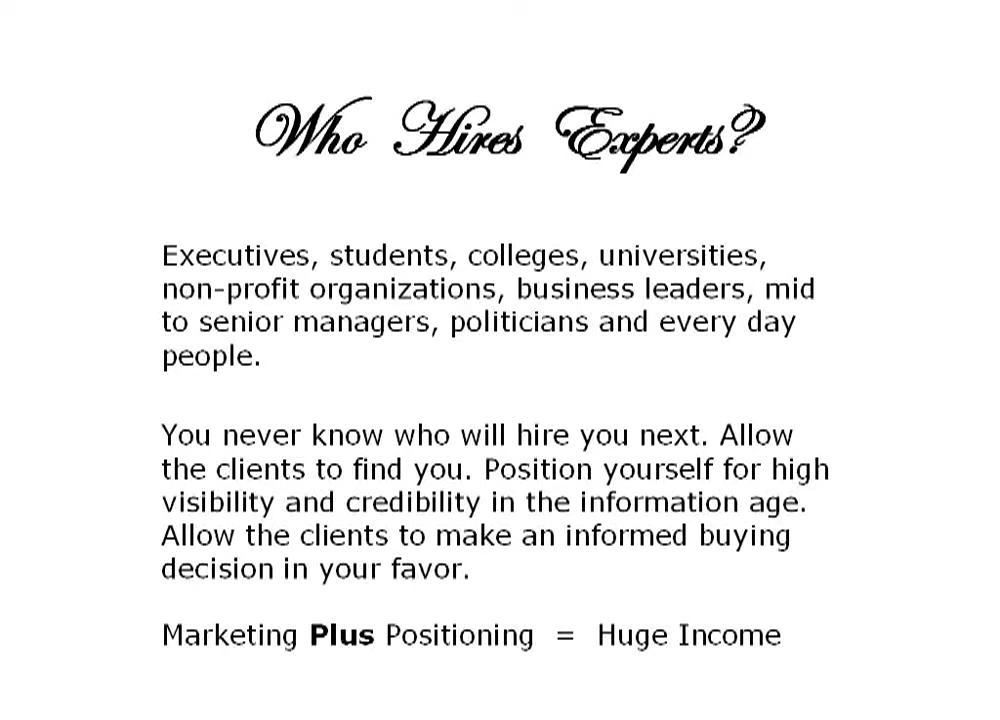 Who Hires Experts?
Executives, students, colleges, universities,
non-profit organizations, business leaders, mid
to senior managers, politicians and every day
people.
You never know who will hire you next. Allow
the clients to find you. Position yourself for high
visibility and credibility in the information age.
Allow the clients to make an informed buying
decision in your favor.
Marketing Plus Positioning = Huge Income